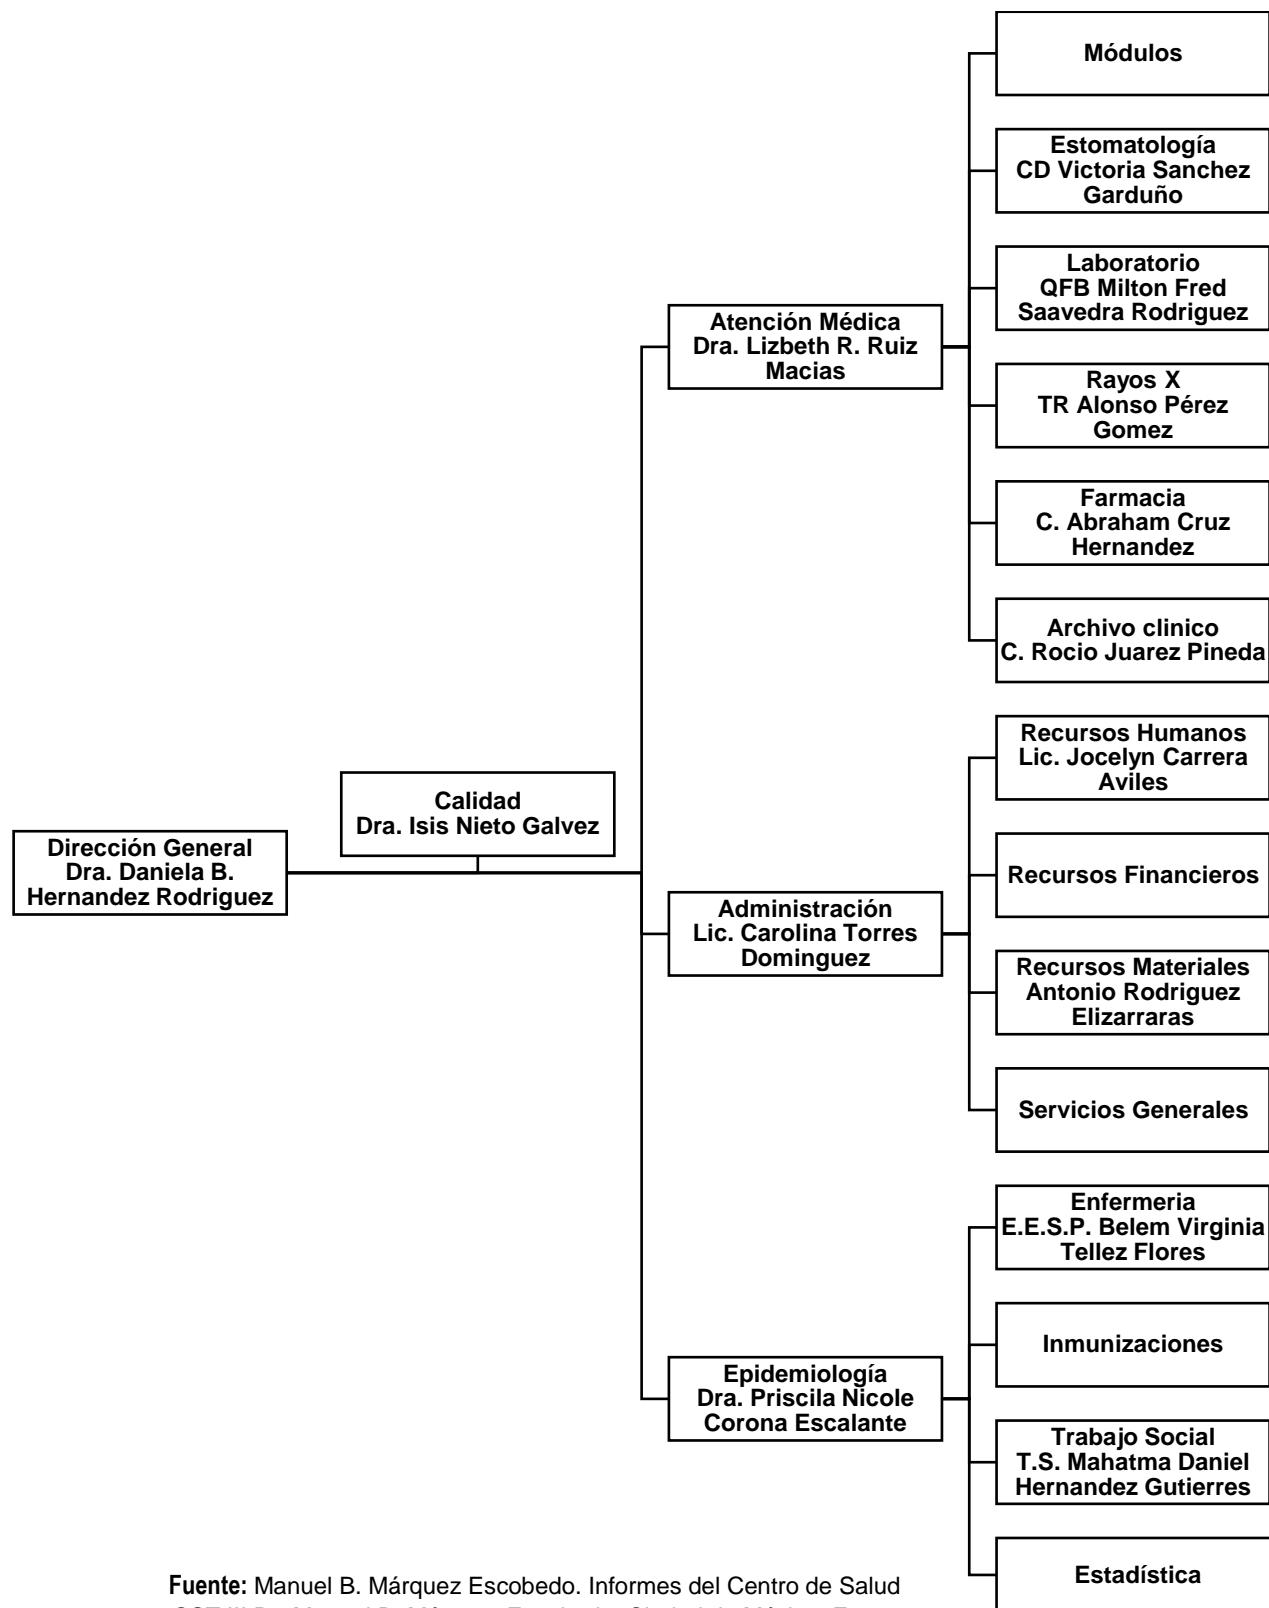 Módulos
Estomatología
CD Victoria Sanchez
Garduño
Laboratorio
QFB Milton Fred
Saavedra Rodriguez
Atención Médica
Dra. Lizbeth R. Ruiz
Macias
Rayos X
TR Alonso Pérez
Gomez
Farmacia
C. Abraham Cruz
Hernandez
Archivo clinico
C. Rocio Juarez Pineda
Recursos Humanos
Lic. Jocelyn Carrera
Aviles
Calidad
Dra. Isis Nieto Galvez
Dirección General
Dra. Daniela B.
Hernandez Rodriguez
Recursos Financieros
Administración
Lic. Carolina Torres
Dominguez
Recursos Materiales
Antonio Rodriguez
Elizarraras
Servicios Generales
Enfermeria
E.E.S.P. Belem Virginia
Tellez Flores
Inmunizaciones
Epidemiología
Dra. Priscila Nicole
Corona Escalante
Trabajo Social
T.S. Mahatma Daniel
Hernandez Gutierres
Estadística
Fuente: Manuel B. Márquez Escobedo. Informes del Centro de Salud